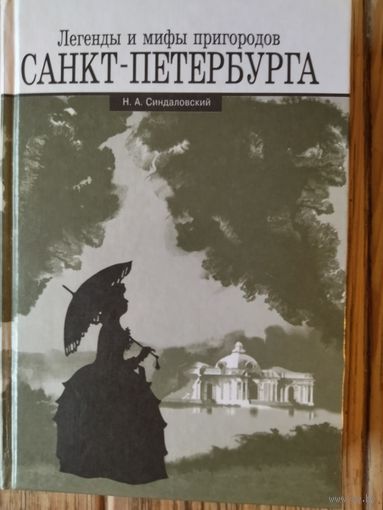 Легенды и мифы пригородов
САНКТ-ПЕТЕРБУРГА
Н. А. Синдаловский